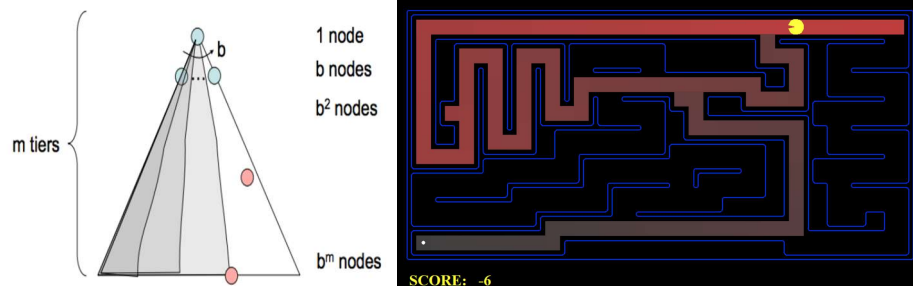 1 node
b
b nodes
...
b² nodes
m tiers
bᵐ nodes
SCORE: -6